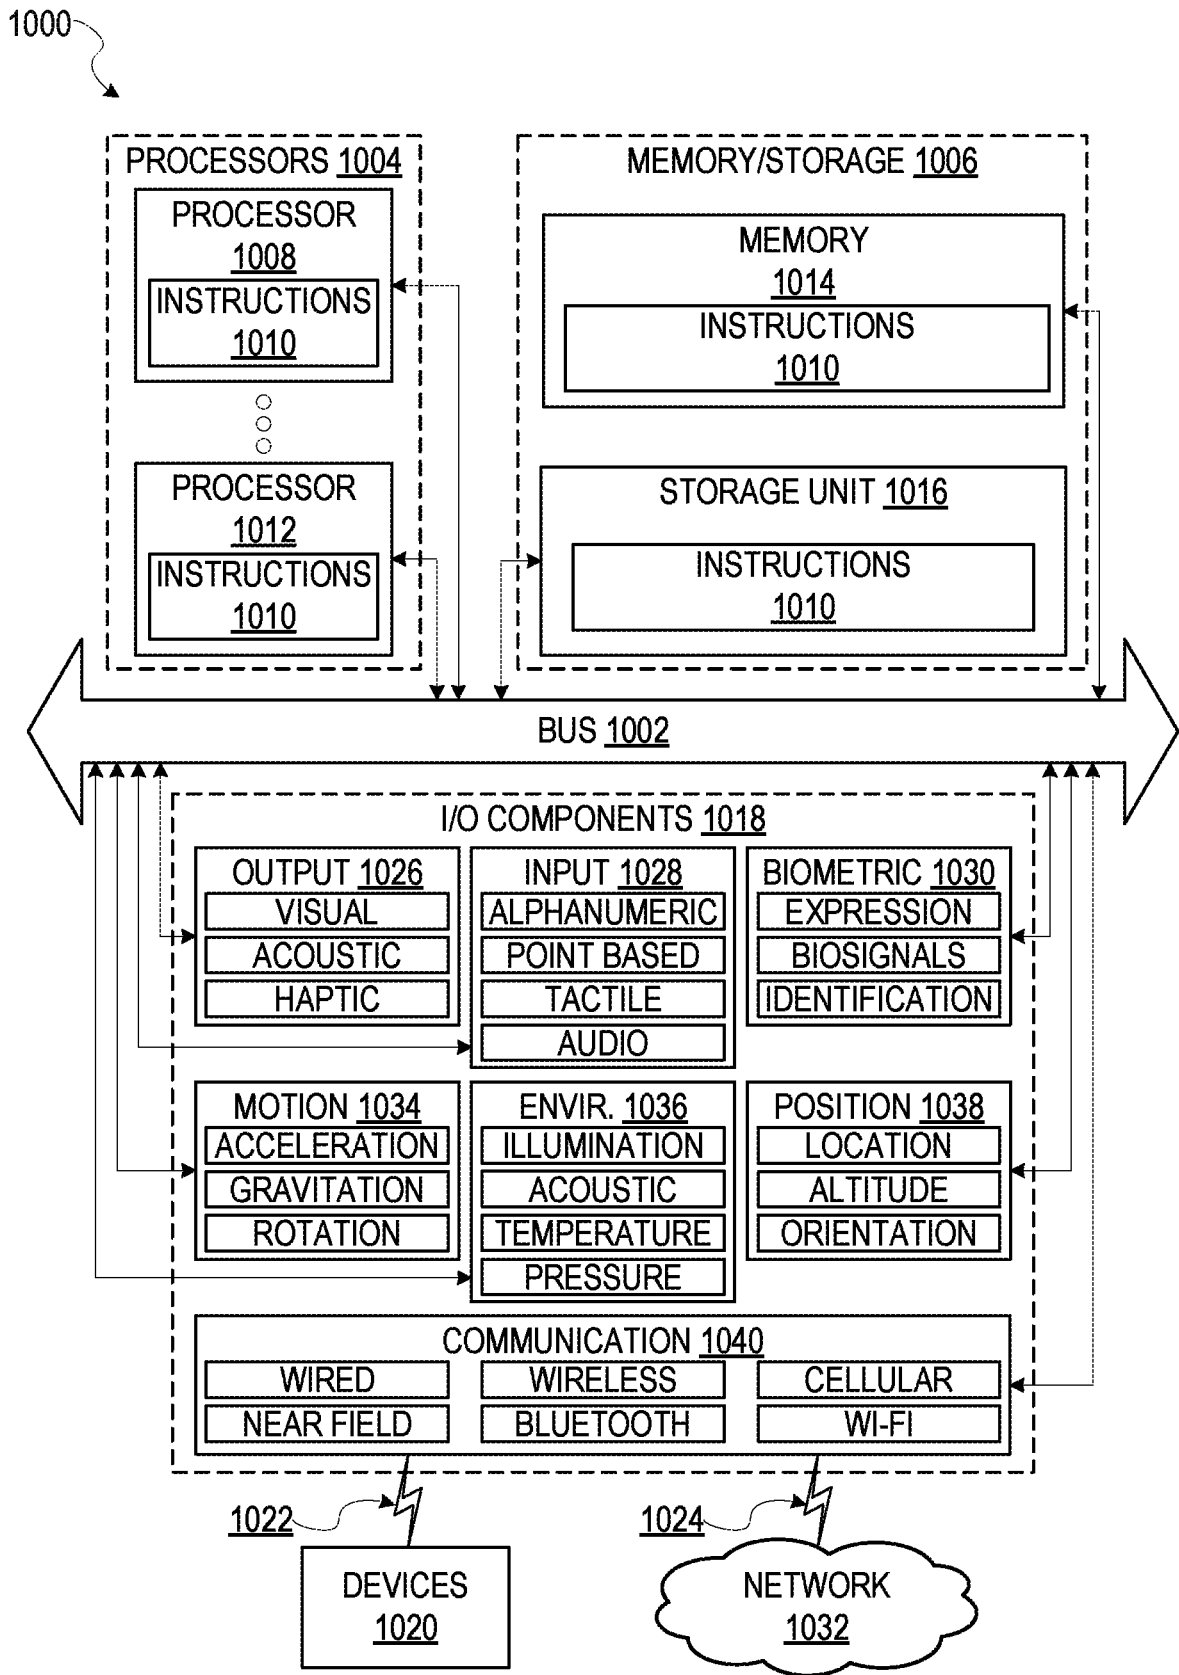 1000
PROCESSORS 1004
PROCESSOR
1008
INSTRUCTIONS
1010
PROCESSOR
1012
INSTRUCTIONS
1010
MEMORY/STORAGE 1006
MEMORY
1014
INSTRUCTIONS
1010
STORAGE UNIT 1016
INSTRUCTIONS
1010
BUS 1002
I/O COMPONENTS 1018
OUTPUT 1026
VISUAL
ACOUSTIC
HAPTIC
INPUT 1028
ALPHANUMERIC
POINT BASED
TACTILE
AUDIO
BIOMETRIC 1030
EXPRESSION
BIOSIGNALS
IDENTIFICATION
MOTION 1034
ACCELERATION
GRAVITATION
ROTATION
ENVIR. 1036
ILLUMINATION
ACOUSTIC
TEMPERATURE
PRESSURE
POSITION 1038
LOCATION
ALTITUDE
ORIENTATION
COMMUNICATION 1040
WIRED
WIRELESS
CELLULAR
NEAR FIELD
BLUETOOTH
WI-FI
1022
1024
DEVICES
1020
NETWORK
1032